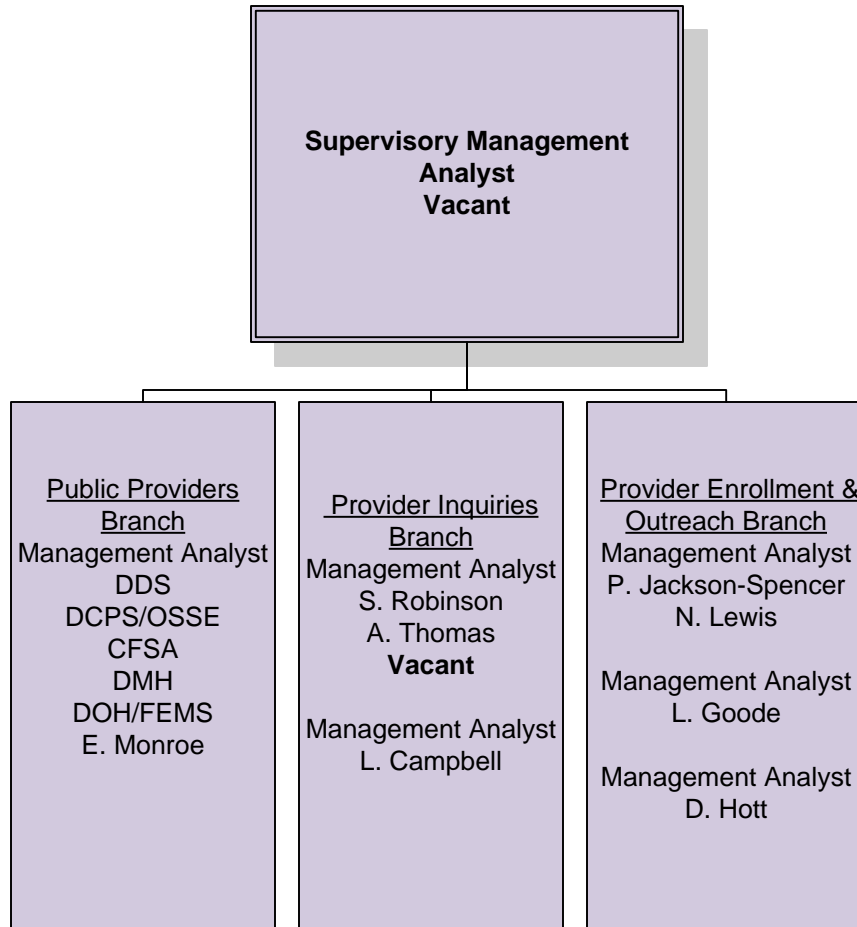 Supervisory Management
Analyst
Vacant
Public Providers
Branch
Management Analyst
DDS
DCPS/OSSE
CFSA
DMH
DOH/FEMS
E. Monroe
Provider Inquiries
Branch
Management Analyst
S. Robinson
A. Thomas
Vacant
Management Analyst
L. Campbell
Provider Enrollment &
Outreach Branch
Management Analyst
P. Jackson-Spencer
N. Lewis
Management Analyst
L. Goode
Management Analyst
D. Hott